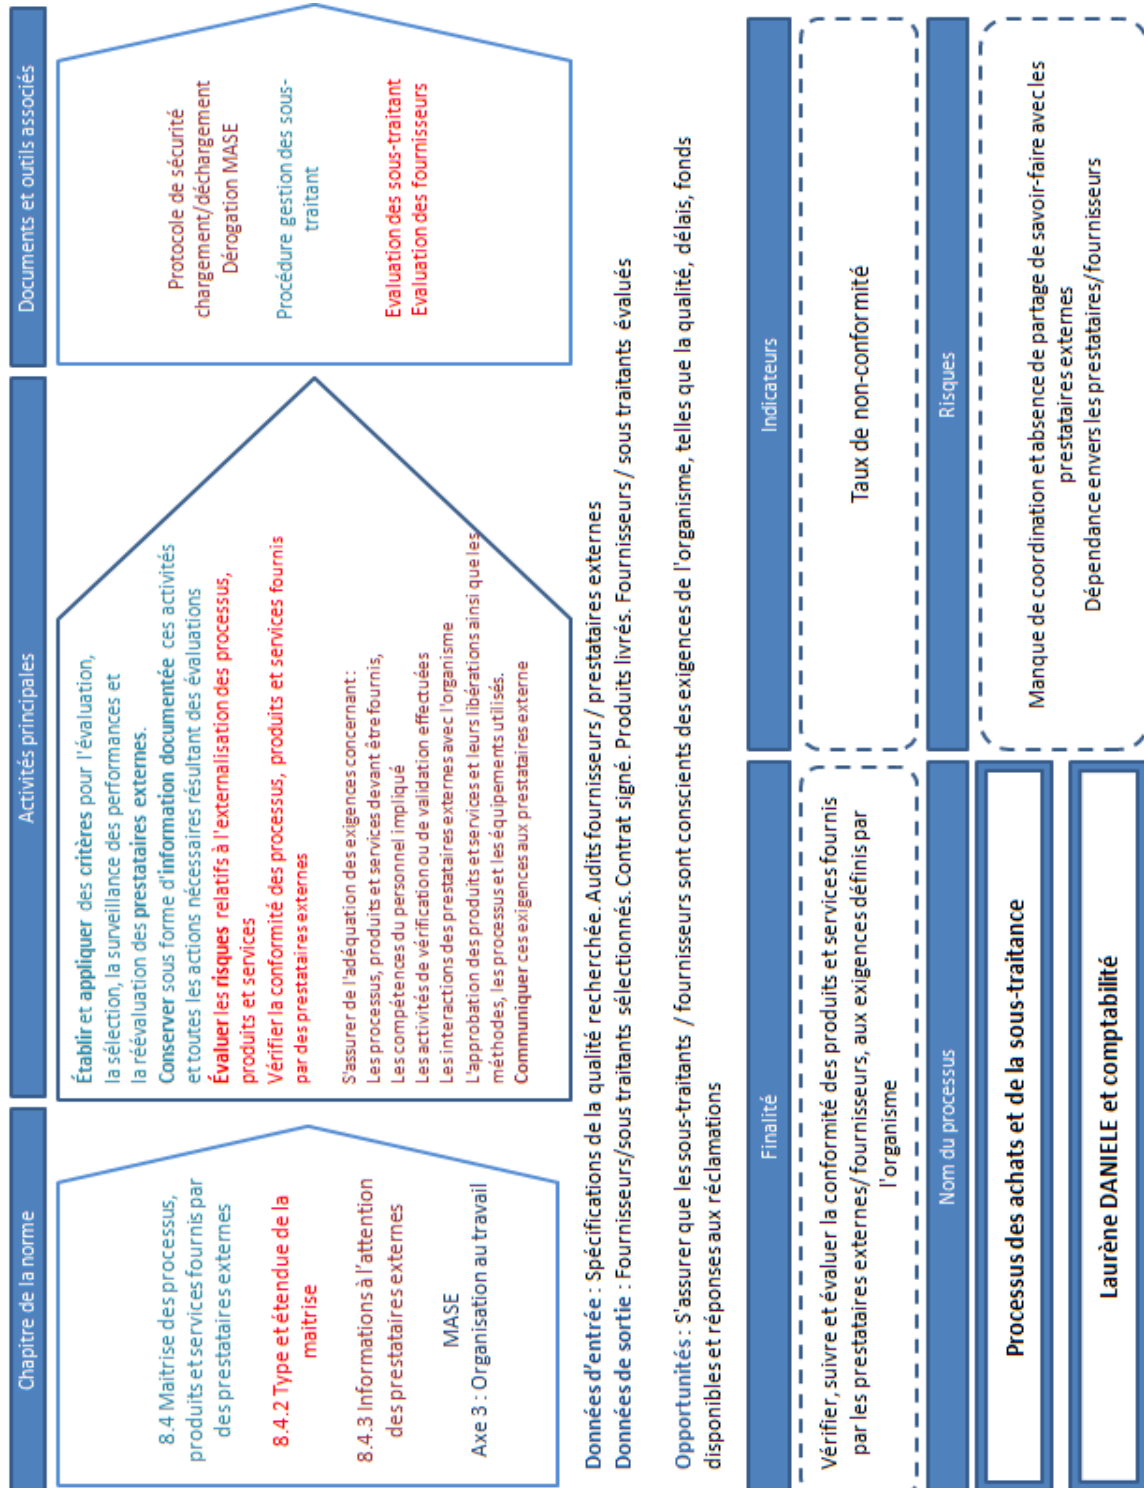 Chapitre de la norme
8.4 Maitrise des processus,
produits et services fournis par
des prestataires externes
8.4.2 Type et étendue de la
maitrise
8.4.3 Informations à l'attention
des prestataires externes
MASE
Axe 3 : Organisation au travail
Activités principales
Établir et appliquer des critères pour l'évaluation,
la sélection, la surveillance des performances et
la réévaluation des prestataires externes.
Conserver sous forme d'information documentée ces activités
et toutes les actions nécessaires résultant des évaluations
Évaluer les risques relatifs à l'externalisation des processus,
produits et services
Vérifier la conformité des processus, produits et services fournis
par des prestataires externes
S'assurer de l'adéquation des exigences concernant :
Les processus, produits et services devant être fournis,
Les compétences du personnel impliqué
Les activités de vérification ou de validation effectuées
Les interactions des prestataires externes avec l'organisme
L'approbation des produits et services et leurs libérations ainsi que les
méthodes, les processus et les équipements utilisés.
Communiquer ces exigences aux prestataires externe
Documents et outils associés
Protocole de sécurité
chargement/déchargement
Dérogation MASE
Procédure gestion des sous-
traitant
Evaluation des sous-traitant
Evaluation des fournisseurs
Données d'entrée : Spécifications de la qualité recherchée. Audits fournisseurs / prestataires externes
Données de sortie : Fournisseurs/sous traitants sélectionnés. Contrat signé. Produits livrés. Fournisseurs / sous traitants évalués
Opportunités : S'assurer que les sous-traitants / fournisseurs sont conscients des exigences de l'organisme, telles que la qualité, délais, fonds
disponibles et réponses aux réclamations
Finalité
Vérifier, suivre et évaluer la conformité des produits et services fournis
par les prestataires externes/fournisseurs, aux exigences définis par
l'organisme
Indicateurs
Taux de non-conformité
Nom du processus
Processus des achats et de la sous-traitance
Laurène DANIELE et comptabilité
Risques
Manque de coordination et absence de partage de savoir-faire avec les
prestataires externes
Dépendance envers les prestataires/fournisseurs